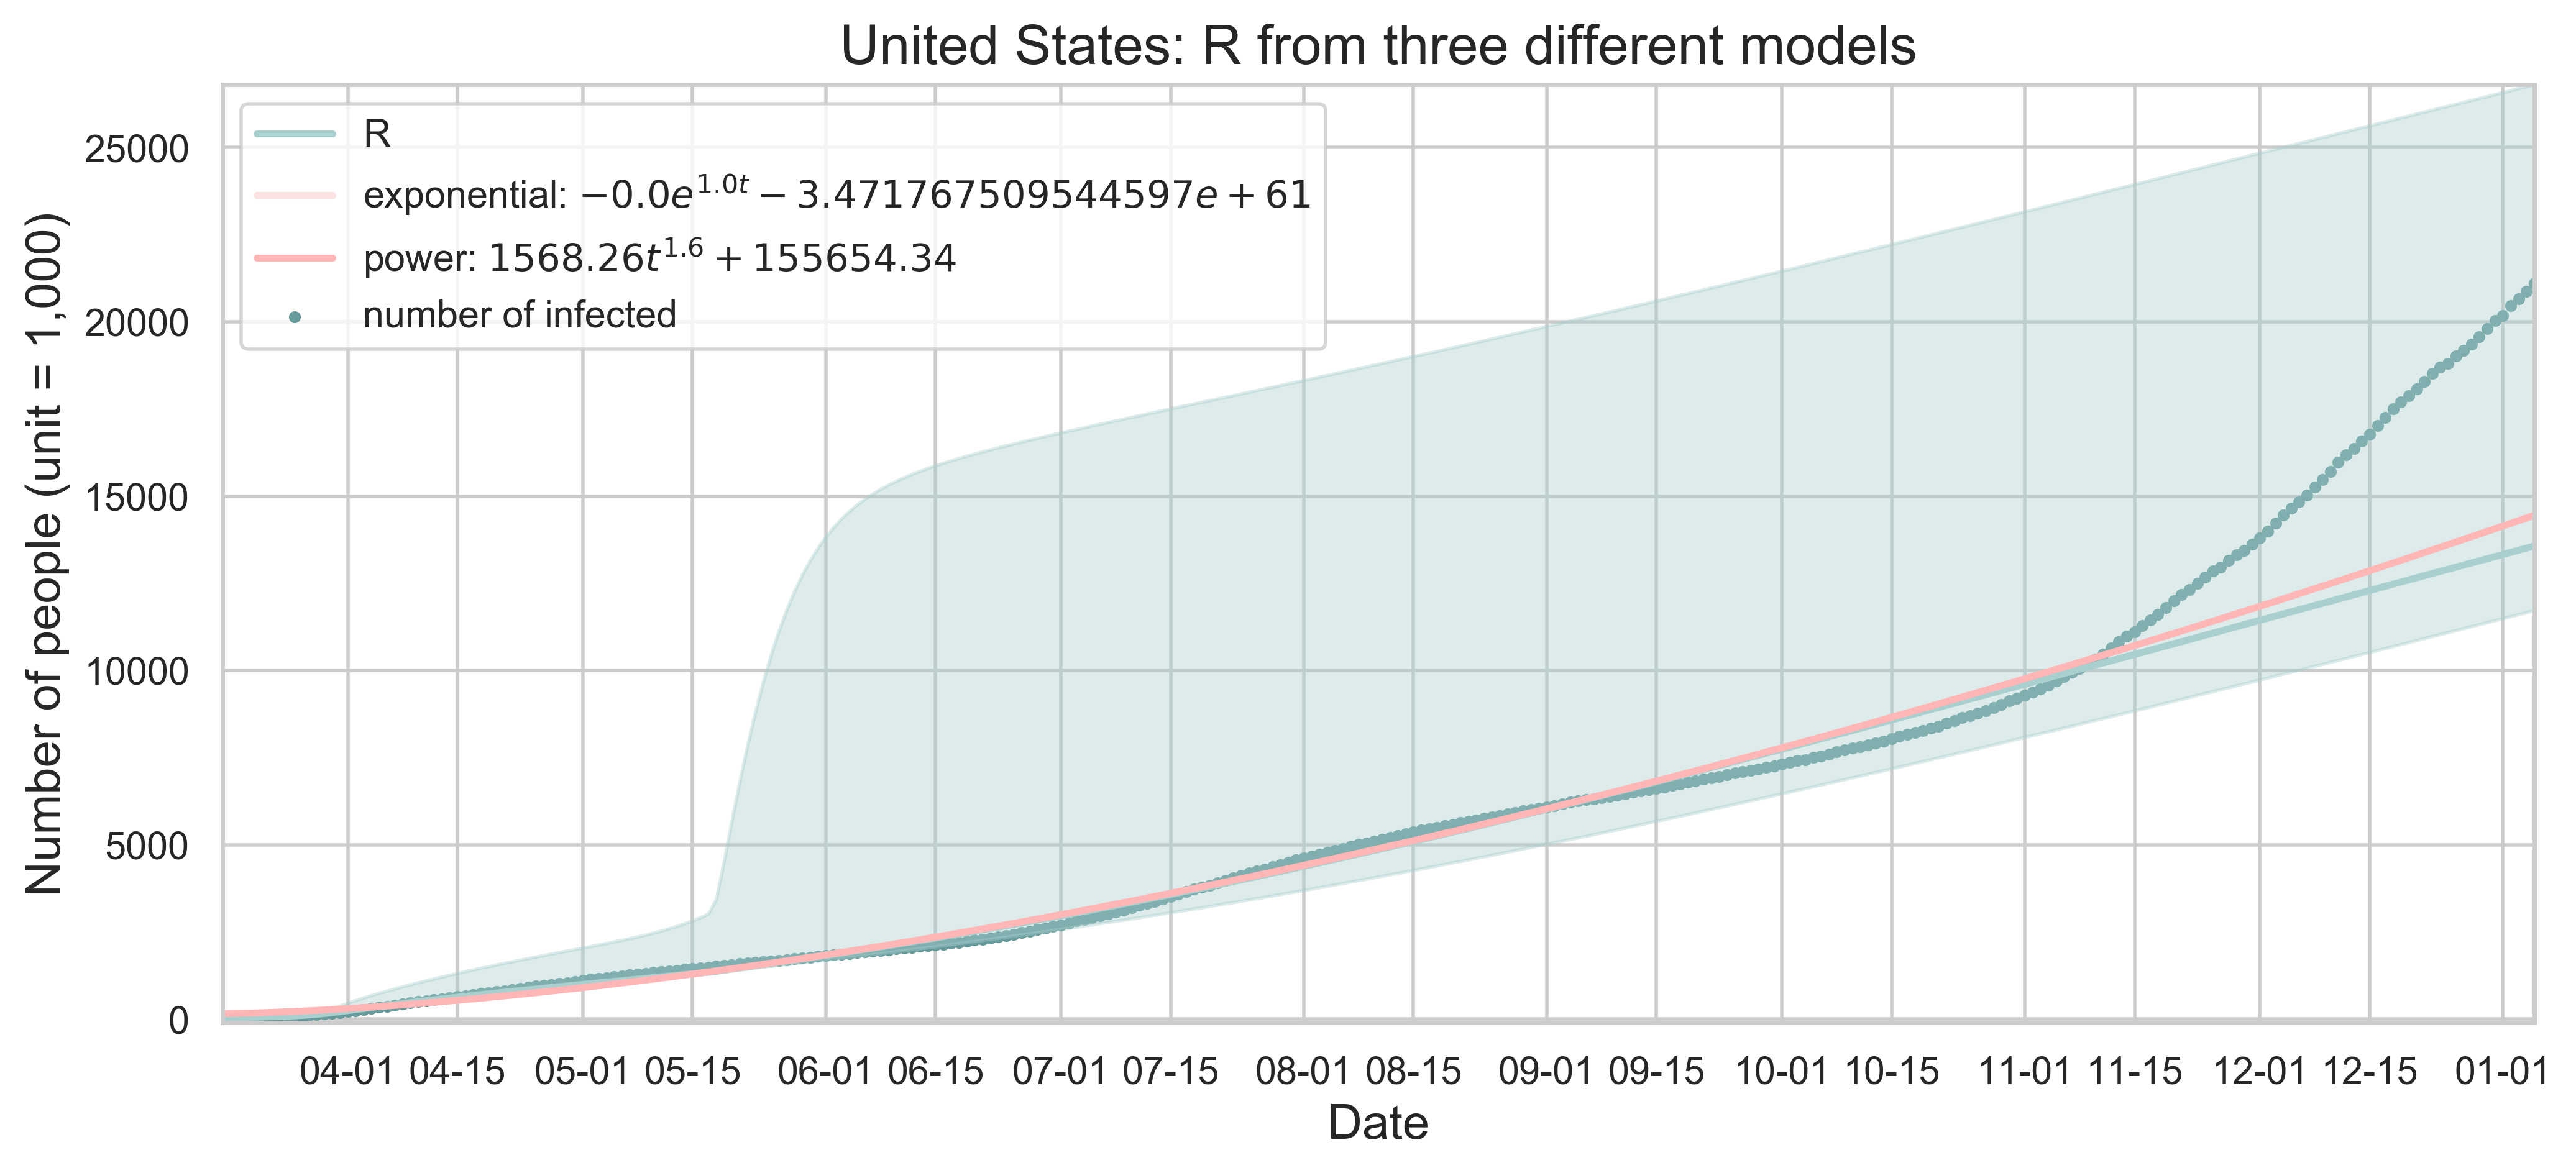 United States: R from three different models
R
exponential: −0.0e^{1.0t} − 3.4717675095445 97e + 61
power: 1568.26t^{1.6} + 155654.34
number of infected
Number of people (unit = 1,000)
25000
20000
15000
10000
5000
0
04-01 04-15 05-01 05-15 06-01 06-15 07-01 07-15 08-01 08-15 09-01 09-15 10-01 10-15 11-01 11-15 12-01 12-15 01-01
Date